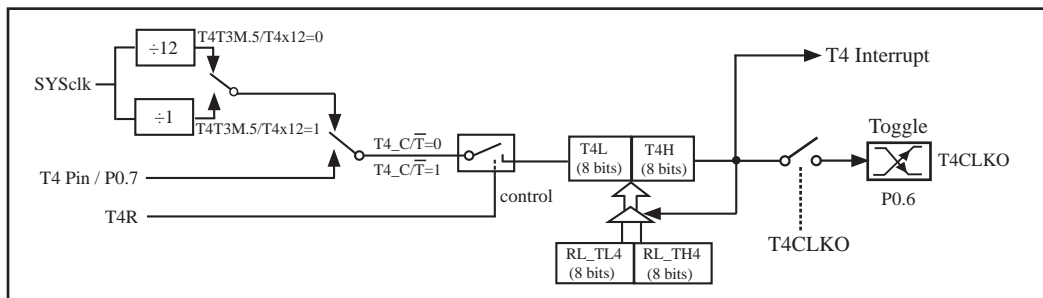 T4T3M.5/T4x12=0
÷12
SYSclk
÷1
T4T3M.5/T4x12=1
T4_C/T̅=0
T4_C/T̅=1
T4 Pin / P0.7
control
T4R
T4L
(8 bits)
T4H
(8 bits)
RL_TL4
(8 bits)
RL_TH4
(8 bits)
T4 Interrupt
Toggle
T4CLKO
P0.6
T4CLKO